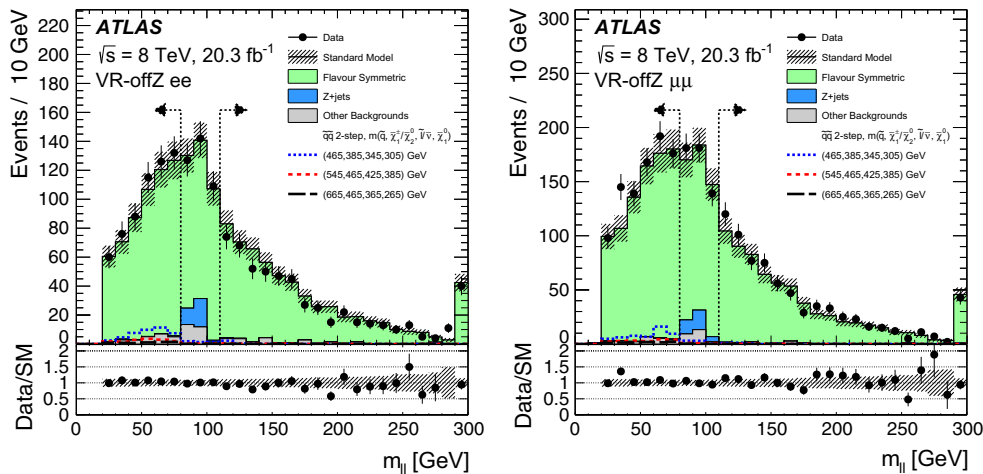 ATLAS
√s = 8 TeV, 20.3 fb⁻¹
VR-offZ ee
Data
Standard Model
Flavour Symmetric
Z+jets
Other Backgrounds
q̃q̃ 2-step, m(q̃, χ̃₁±/χ̃₂⁰, l̃/ν̃, χ̃₁⁰)
(465,385,345,305) GeV
(545,465,425,385) GeV
(665,465,365,265) GeV
Events / 10 GeV
240
220
200
180
160
140
120
100
80
60
40
20
0
Data/SM
2
1.5
1
0.5
0
0 50 100 150 200 250 300
m_ll [GeV]
ATLAS
√s = 8 TeV, 20.3 fb⁻¹
VR-offZ μμ
Data
Standard Model
Flavour Symmetric
Z+jets
Other Backgrounds
q̃q̃ 2-step, m(q̃, χ̃₁±/χ̃₂⁰, l̃/ν̃, χ̃₁⁰)
(465,385,345,305) GeV
(545,465,425,385) GeV
(665,465,365,265) GeV
Events / 10 GeV
300
250
200
150
100
50
0
Data/SM
2
1.5
1
0.5
0
0 50 100 150 200 250 300
m_ll [GeV]